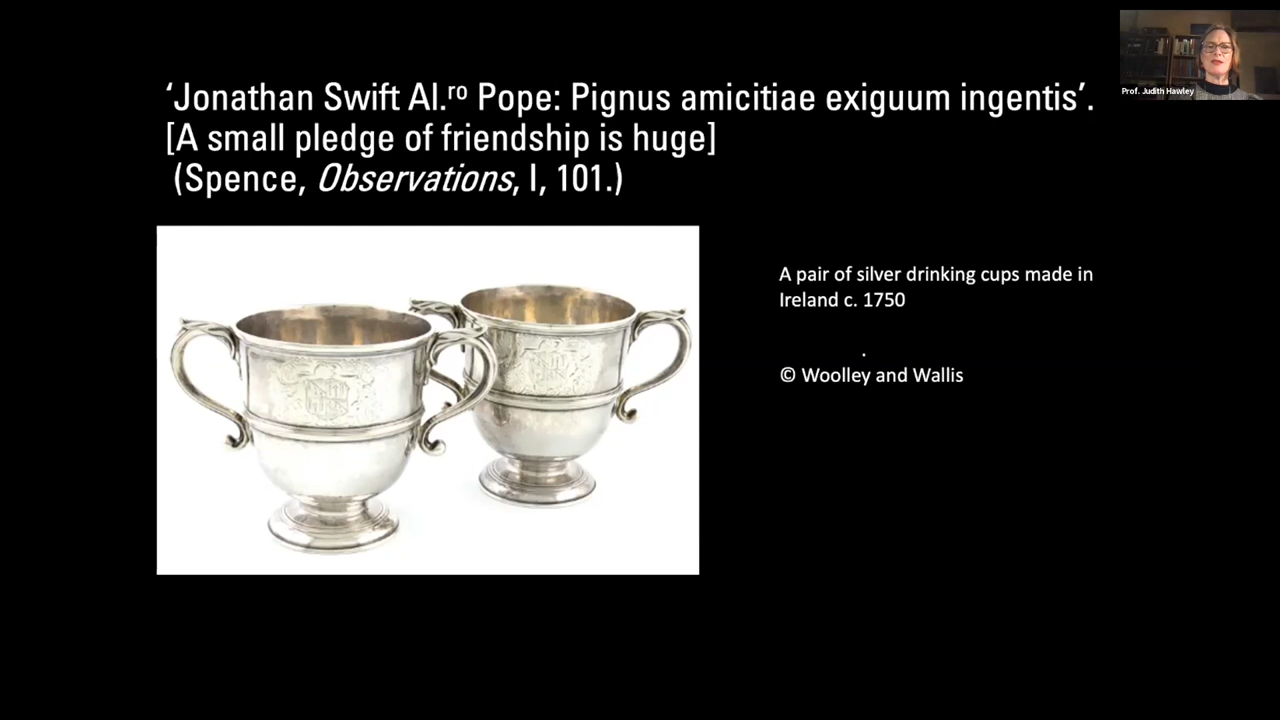 ‘Jonathan Swift Al.ro Pope: Pignus amicitiae exiguum ingentis’.
[A small pledge of friendship is huge]
(Spence, Observations, I, 101.)
A pair of silver drinking cups made in
Ireland c. 1750
.
© Woolley and Wallis
Prof. Judith Hawley